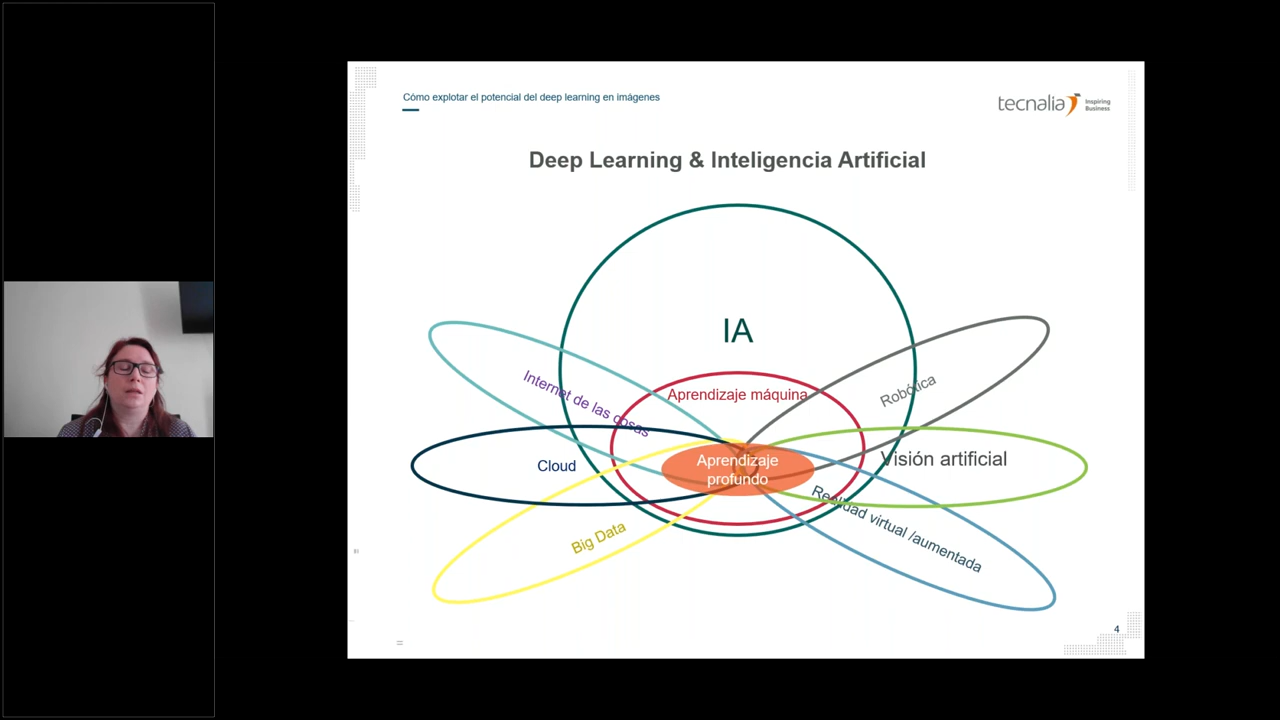 Cómo explotar el potencial del deep learning en imágenes
tecnalia Inspiring
Business
Deep Learning & Inteligencia Artificial
IA
Internet de las cosas
Aprendizaje máquina
Robótica
Cloud
Aprendizaje
profundo
Visión artificial
Big Data
Realidad virtual /aumentada
4